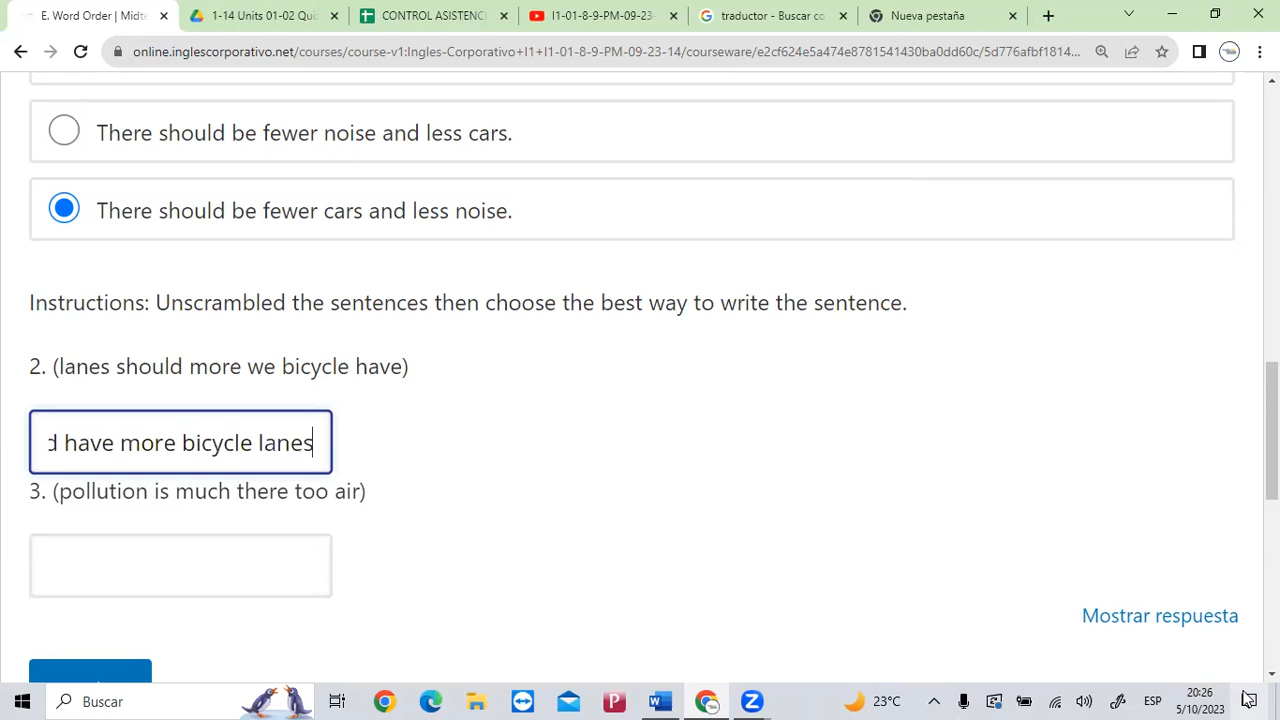 E. Word Order | Midte
1-14 Units 01-02 Quic
CONTROL ASISTENC
I1-01-8-9-PM-09-23-
traductor - Buscar co
Nueva pestaña
online.inglescorporativo.net/courses/course-v1:Ingles-Corporativo+I1+I1-01-8-9-PM-09-23-14/courseware/e2cf624e5a474e8781541430ba0dd60c/5d776afbf1814...
There should be fewer noise and less cars.
There should be fewer cars and less noise.
Instructions: Unscrambled the sentences then choose the best way to write the sentence.
2. (lanes should more we bicycle have)
d have more bicycle lanes
3. (pollution is much there too air)
Mostrar respuesta
Buscar
23°C
ESP
20:26
5/10/2023